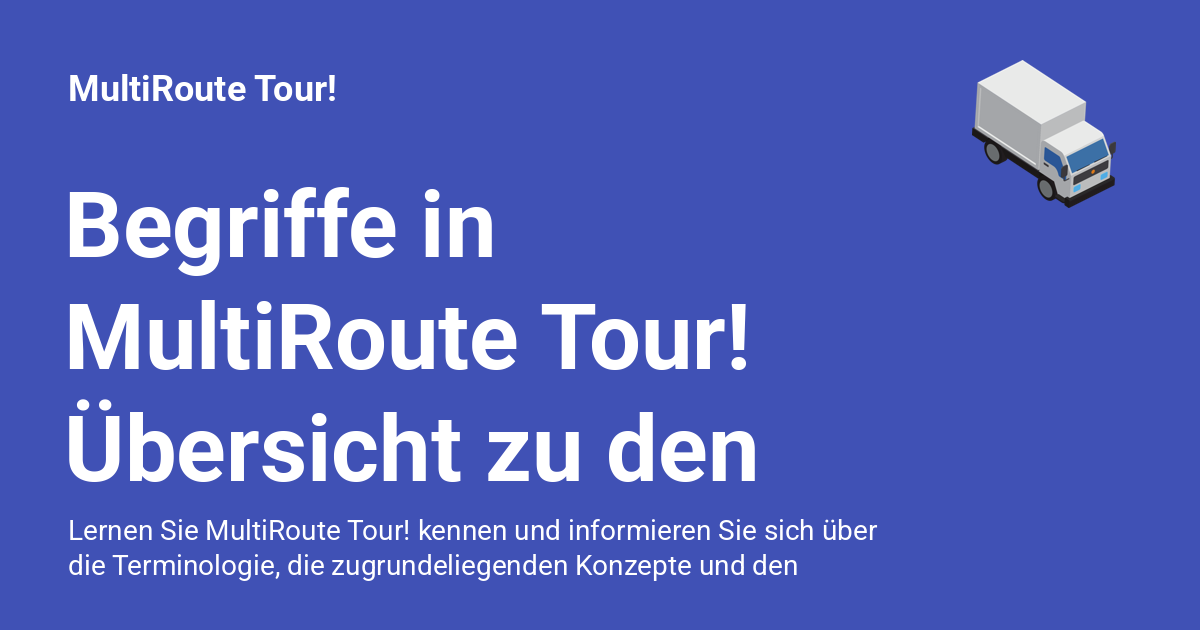 MultiRoute Tour!
Begriffe in
MultiRoute Tour!
Übersicht zu den
Lernen Sie MultiRoute Tour! kennen und informieren Sie sich über
die Terminologie, die zugrundeliegenden Konzepte und den